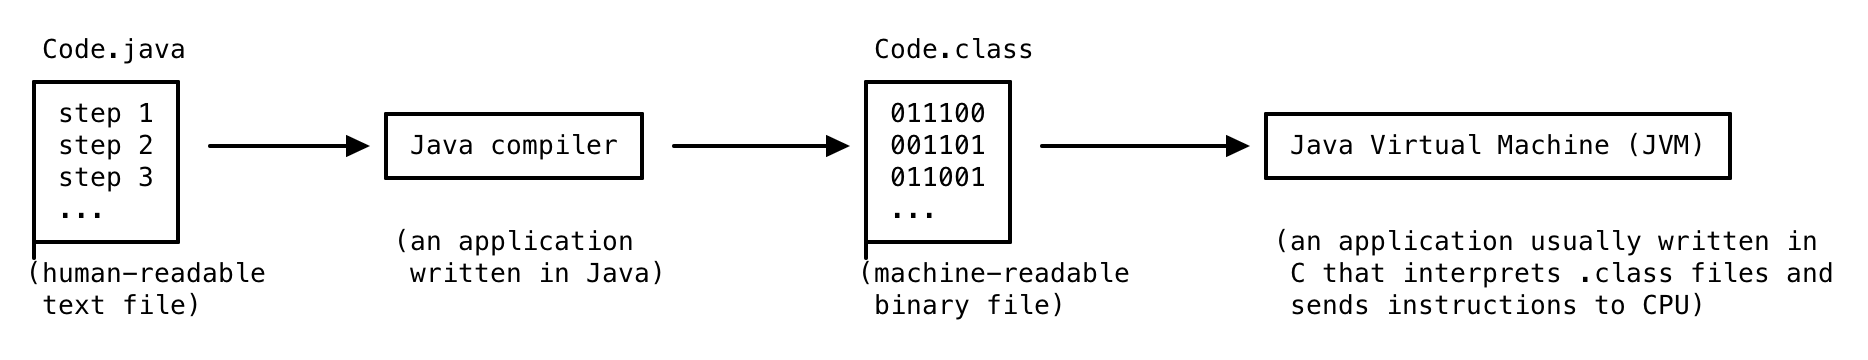 Code.java
step 1
step 2
step 3
...
(human-readable
text file)
Java compiler
(an application
written in Java)
Code.class
011100
001101
011001
...
(machine-readable
binary file)
Java Virtual Machine (JVM)
(an application usually written in
C that interprets .class files and
sends instructions to CPU)